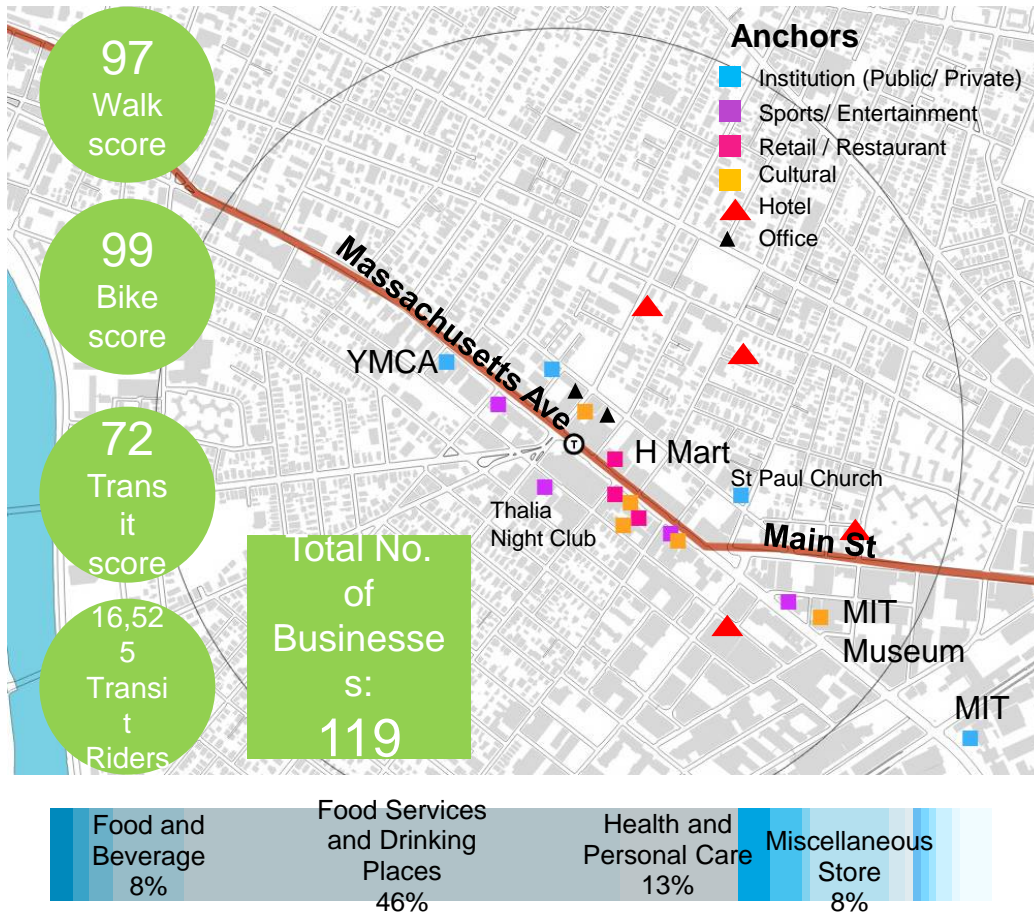 97
Walk
score
99
Bike
score
72
Trans
it
score
16,52
5
Transi
t
Riders
Total No.
of
Businesse
s:
119
Anchors
Institution (Public/ Private)
Sports/ Entertainment
Retail / Restaurant
Cultural
Hotel
Office
Massachusetts Ave
YMCA
T
H Mart
St Paul Church
Thalia
Night Club
Main St
MIT
Museum
MIT
Food and
Beverage
8%
Food Services
and Drinking
Places
46%
Health and
Personal Care
13%
Miscellaneous
Store
8%